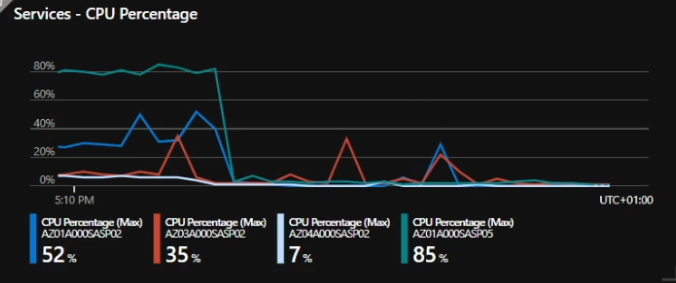 Services - CPU Percentage
80%
60%
40%
20%
0%
5:10 PM
UTC+01:00
CPU Percentage (Max)
AZ01A000SASP02
52 %
CPU Percentage (Max)
AZ03A000SASP02
35 %
CPU Percentage (Max)
AZ04A000SASP02
7 %
CPU Percentage (Max)
AZ01A000SASP05
85 %